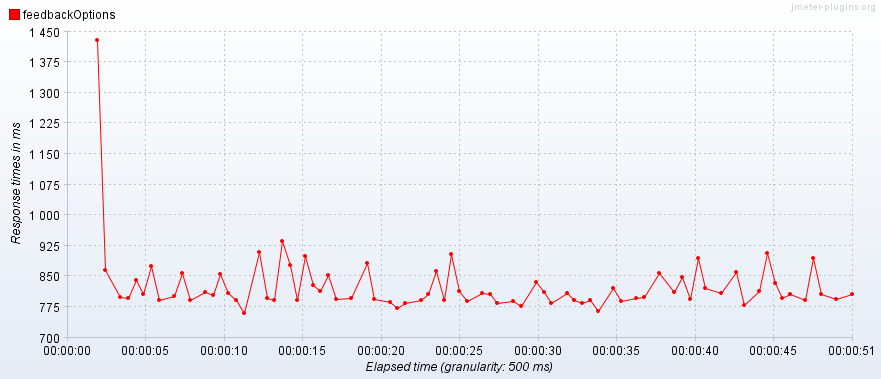 jmeter-plugins.org
feedbackOptions
1 450
1 375
1 300
1 225
1 150
1 075
1 000
925
850
775
700
Response times in ms
00:00:00 00:00:05 00:00:10 00:00:15 00:00:20 00:00:25 00:00:30 00:00:35 00:00:40 00:00:45 00:00:51
Elapsed time (granularity: 500 ms)